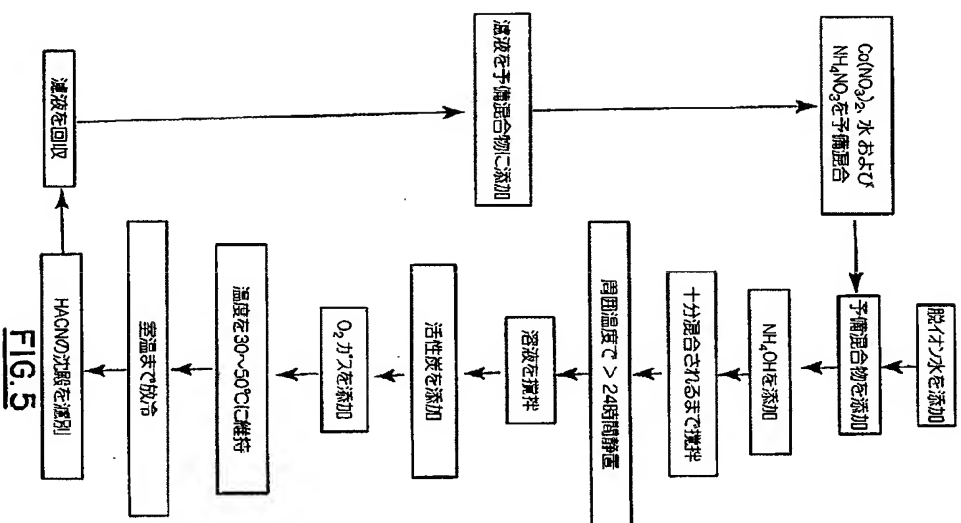 脱イオン水を添加
Co(NO₃)₂、水 および
NH₄NO₃を予備混合
予備混合物を添加
NH₄OHを添加
十分混合されるまで撹拌
周囲温度で > 24時間静置
溶液を撹拌
活性炭を添加
O₂ ガスを添加
温度を30~50℃に維持
室温まで放冷
HACNの沈殿を濾別
濾液を回収
濾液を予備混合物に添加
FIG. 5